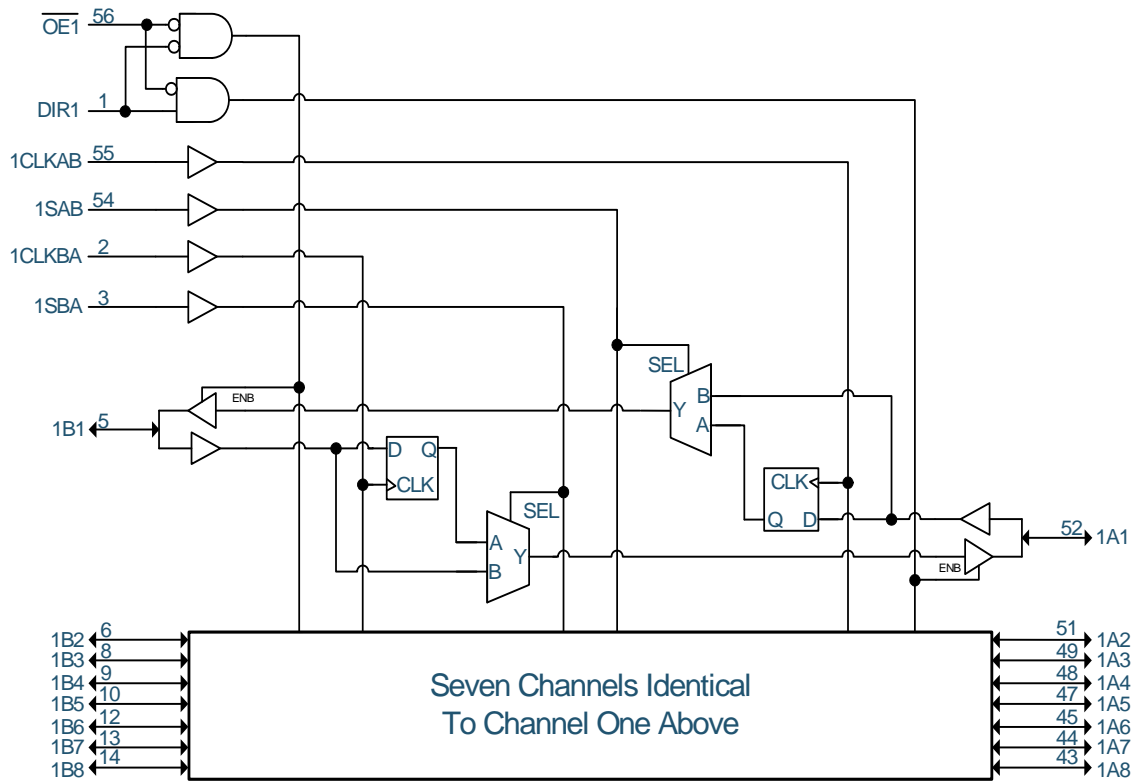 OE1 56
DIR1 1
1CLKAB 55
1SAB 54
1CLKBA 2
1SBA 3
SEL
B
Y
A
ENB
1B1 5
D Q
CLK
CLK
Q D
SEL
A
Y
B
52 1A1
ENB
1B2 6
1B3 8
1B4 9
1B5 10
1B6 12
1B7 13
1B8 14
Seven Channels Identical
To Channel One Above
51 1A2
49 1A3
48 1A4
47 1A5
45 1A6
44 1A7
43 1A8